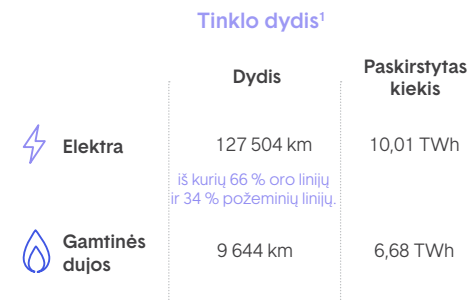 Tinklo dydis¹
Dydis
Paskirstytas
kiekis
Elektra
127 504 km
10,01 TWh
iš kurių 66 % oro linijų
ir 34 % požeminių linijų.
Gamtinės
dujos
9 644 km
6,68 TWh